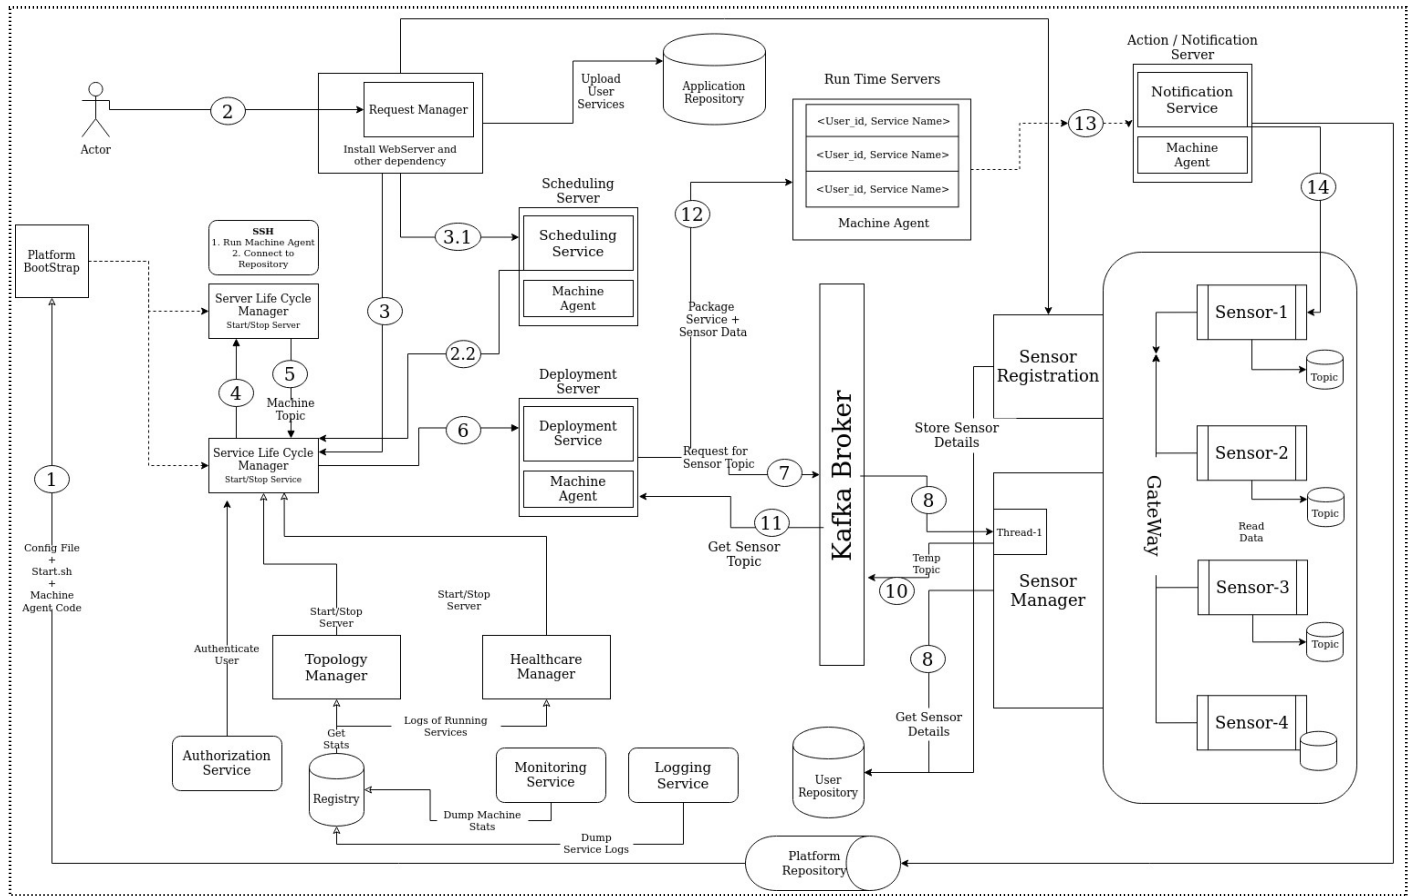 Action / Notification
Server
Notification
Service
Machine
Agent
13
14
Run Time Servers
<User_id, Service Name>
<User_id, Service Name>
<User_id, Service Name>
Machine Agent
Application
Repository
Upload
User
Services
Request Manager
Install WebServer and
other dependency
2
Actor
Scheduling
Server
Scheduling
Service
Machine
Agent
3.1
12
Platform
BootStrap
SSH
1. Run Machine Agent
2. Connect to
Repository
Server Life Cycle
Manager
Start/Stop Server
3
2.2
4
5
Machine
Topic
Package
Service +
Sensor Data
Deployment
Server
Deployment
Service
Machine
Agent
6
Service Life Cycle
Manager
Start/Stop Service
Request for
Sensor Topic
7
11
Get Sensor
Topic
Kafka Broker
8
Thread-1
Temp
Topic
10
Sensor
Registration
Store Sensor
Details
Sensor
Manager
8
Get Sensor
Details
GateWay
Sensor-1
Topic
Sensor-2
Topic
Read
Data
Sensor-3
Topic
Sensor-4
1
Config File
+
Start.sh
+
Machine
Agent Code
Start/Stop
Server
Start/Stop
Server
Authenticate
User
Topology
Manager
Healthcare
Manager
Logs of Running
Services
Get
Stats
Authorization
Service
Registry
Monitoring
Service
Logging
Service
Dump Machine
Stats
Dump
Service Logs
User
Repository
Platform
Repository